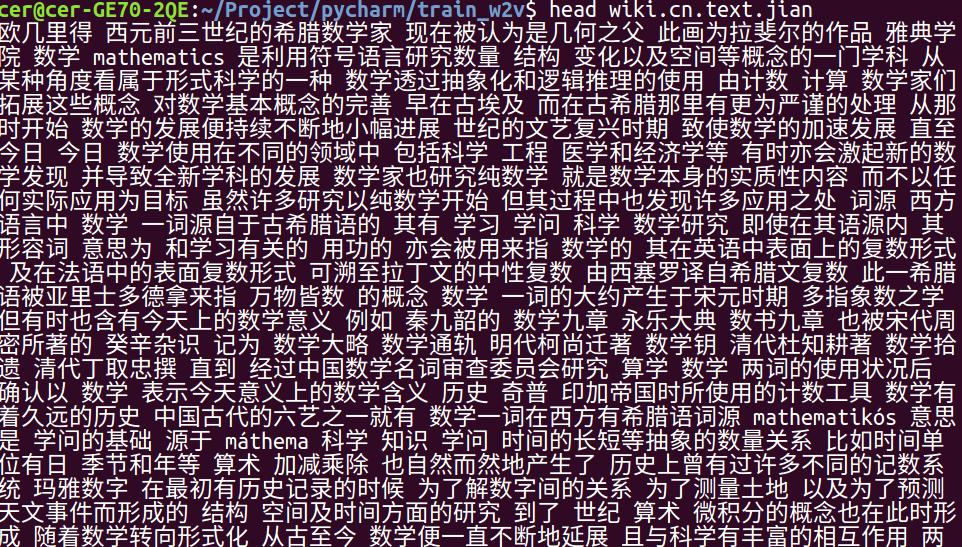 cer@cer-GE70-2QE:~/Project/pycharm/train_w2v$ head wiki.cn.text.jian
欧几里得 西元前三世纪的希腊数学家 现在被认为是几何之父 此画为拉斐尔的作品 雅典学
院 数学 mathematics 是利用符号语言研究数量 结构 变化以及空间等概念的一门学科 从
某种角度看属于形式科学的一种 数学透过抽象化和逻辑推理的使用 由计数 计算 数学家们
拓展这些概念 对数学基本概念的完善 早在古埃及 而在古希腊那里有更为严谨的处理 从那
时开始 数学的发展便持续不断地小幅进展 世纪的文艺复兴时期 致使数学的加速发展 直至
今日 今日 数学使用在不同的领域中 包括科学 工程 医学和经济学等 有时亦会激起新的数
学发现 并导致全新学科的发展 数学家也研究纯数学 就是数学本身的实质性内容 而不以任
何实际应用为目标 虽然许多研究以纯数学开始 但其过程中也发现许多应用之处 词源 西方
语言中 数学 一词源自于古希腊语的 其有 学习 学问 科学 数学研究 即使在其语源内 其
形容词 意思为 和学习有关的 用功的 亦会被用来指 数学的 其在英语中表面上的复数形式
 及在法语中的表面复数形式 可溯至拉丁文的中性复数 由西塞罗译自希腊文复数 此一希腊
语被亚里士多德拿来指 万物皆数 的概念 数学 一词的大约产生于宋元时期 多指象数之学
但有时也含有今天上的数学意义 例如 秦九韶的 数学九章 永乐大典 数书九章 也被宋代周
密所著的 癸辛杂识 记为 数学大略 数学通轨 明代柯尚迁著 数学钥 清代杜知耕著 数学拾
遗 清代丁取忠撰 直到 经过中国数学名词审查委员会研究 算学 数学 两词的使用状况后
确认以 数学 表示今天意义上的数学含义 历史 奇普 印加帝国时所使用的计数工具 数学有
着久远的历史 中国古代的六艺之一就有 数学一词在西方有希腊语词源 mathematikós 意思
是 学问的基础 源于 máthema 科学 知识 学问 时间的长短等抽象的数量关系 比如时间单
位有日 季节和年等 算术 加减乘除 也自然而然地产生了 历史上曾有过许多不同的记数系
统 玛雅数字 在最初有历史记录的时候 为了解数字间的关系 为了测量土地 以及为了预测
天文事件而形成的 结构 空间及时间方面的研究 到了 世纪 算术 微积分的概念也在此时形
成 随着数学转向形式化 从古至今 数学便一直不断地延展 且与科学有丰富的相互作用 两